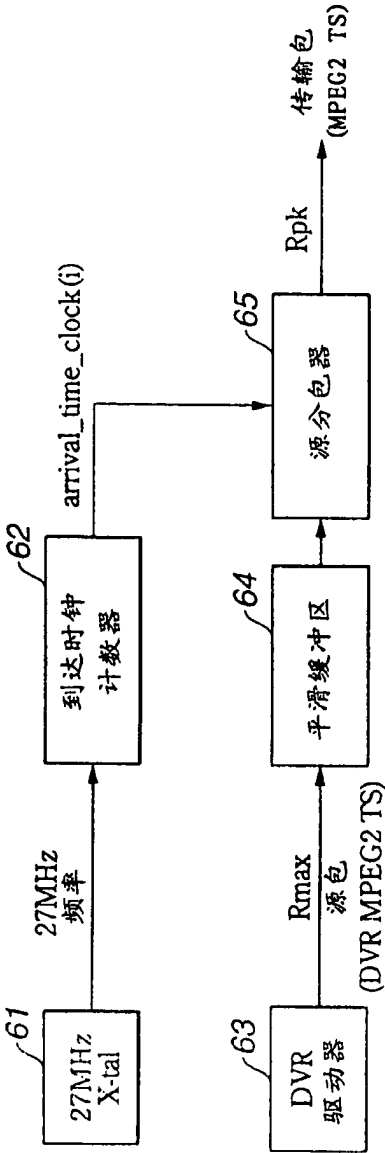 61
27MHz
X-tal
27MHz
频率
62
到达时钟
计数器
arrival_time_clock(i)
63
DVR
驱动器
Rmax
源包
(DVR MPEG2 TS)
64
平滑缓冲区
65
源分包器
Rpk
传输包
(MPEG2 TS)